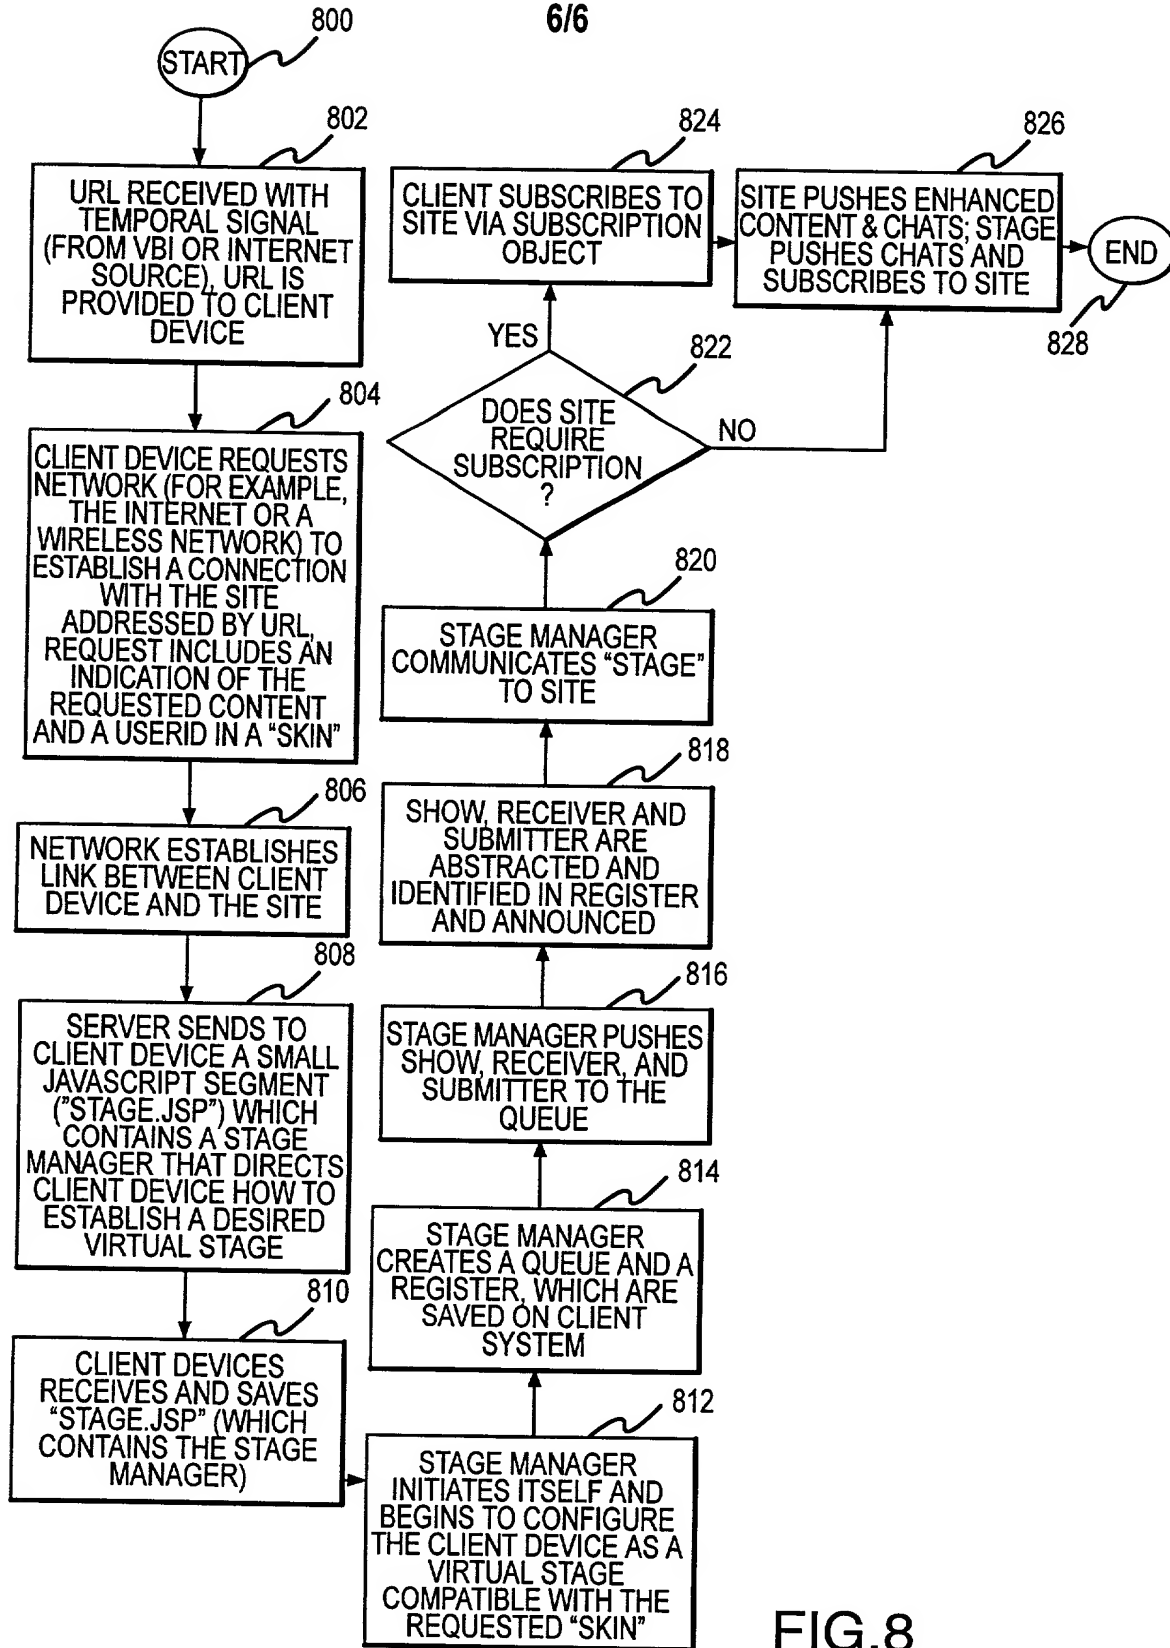 6/6
800
START
802
URL RECEIVED WITH
TEMPORAL SIGNAL
(FROM VBI OR INTERNET
SOURCE), URL IS
PROVIDED TO CLIENT
DEVICE
804
CLIENT DEVICE REQUESTS
NETWORK (FOR EXAMPLE,
THE INTERNET OR A
WIRELESS NETWORK) TO
ESTABLISH A CONNECTION
WITH THE SITE
ADDRESSED BY URL,
REQUEST INCLUDES AN
INDICATION OF THE
REQUESTED CONTENT
AND A USERID IN A “SKIN”
806
NETWORK ESTABLISHES
LINK BETWEEN CLIENT
DEVICE AND THE SITE
808
SERVER SENDS TO
CLIENT DEVICE A SMALL
JAVASCRIPT SEGMENT
("STAGE.JSP") WHICH
CONTAINS A STAGE
MANAGER THAT DIRECTS
CLIENT DEVICE HOW TO
ESTABLISH A DESIRED
VIRTUAL STAGE
810
CLIENT DEVICES
RECEIVES AND SAVES
“STAGE.JSP” (WHICH
CONTAINS THE STAGE
MANAGER)
812
STAGE MANAGER
INITIATES ITSELF AND
BEGINS TO CONFIGURE
THE CLIENT DEVICE AS A
VIRTUAL STAGE
COMPATIBLE WITH THE
REQUESTED “SKIN”
814
STAGE MANAGER
CREATES A QUEUE AND A
REGISTER, WHICH ARE
SAVED ON CLIENT
SYSTEM
816
STAGE MANAGER PUSHES
SHOW, RECEIVER, AND
SUBMITTER TO THE
QUEUE
818
SHOW, RECEIVER AND
SUBMITTER ARE
ABSTRACTED AND
IDENTIFIED IN REGISTER
AND ANNOUNCED
820
STAGE MANAGER
COMMUNICATES “STAGE”
TO SITE
822
DOES SITE
REQUIRE
SUBSCRIPTION
?
YES
NO
824
CLIENT SUBSCRIBES TO
SITE VIA SUBSCRIPTION
OBJECT
826
SITE PUSHES ENHANCED
CONTENT & CHATS; STAGE
PUSHES CHATS AND
SUBSCRIBES TO SITE
END
828
FIG.8